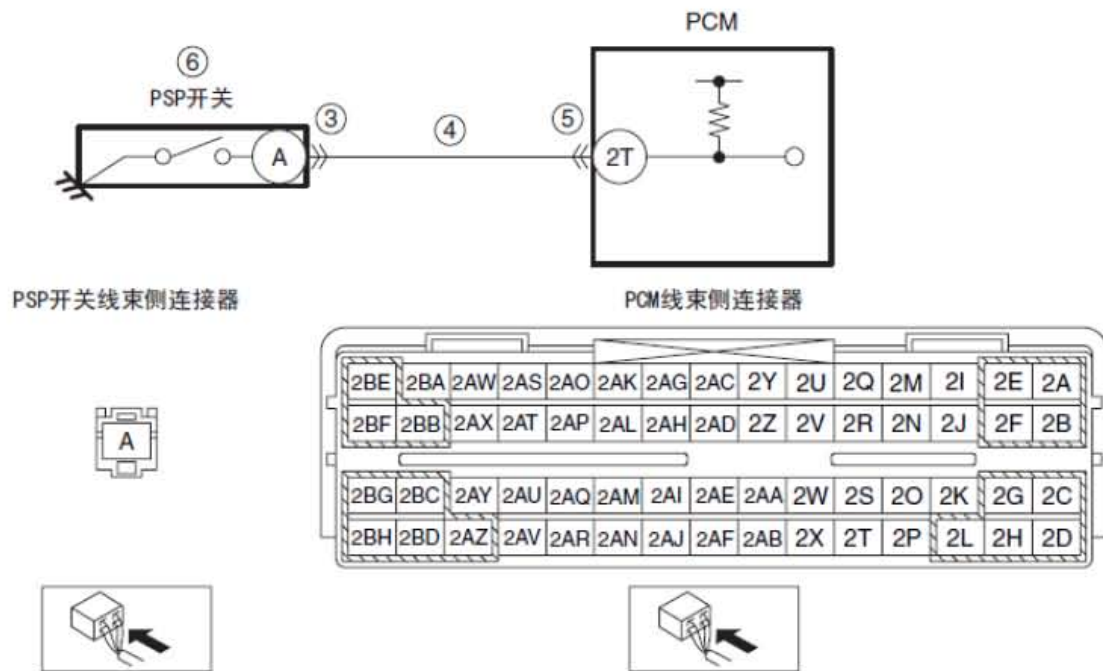 PCM
⑥
PSP开关
③
④
⑤
A
2T
PSP开关线束侧连接器
PCM线束侧连接器
2BE 2BA 2AW 2AS 2AO 2AK 2AG 2AC 2Y 2U 2Q 2M 2I 2E 2A
2BF 2BB 2AX 2AT 2AP 2AL 2AH 2AD 2Z 2V 2R 2N 2J 2F 2B
A
2BG 2BC 2AY 2AU 2AQ 2AM 2AI 2AE 2AA 2W 2S 2O 2K 2G 2C
2BH 2BD 2AZ 2AV 2AR 2AN 2AJ 2AF 2AB 2X 2T 2P 2L 2H 2D